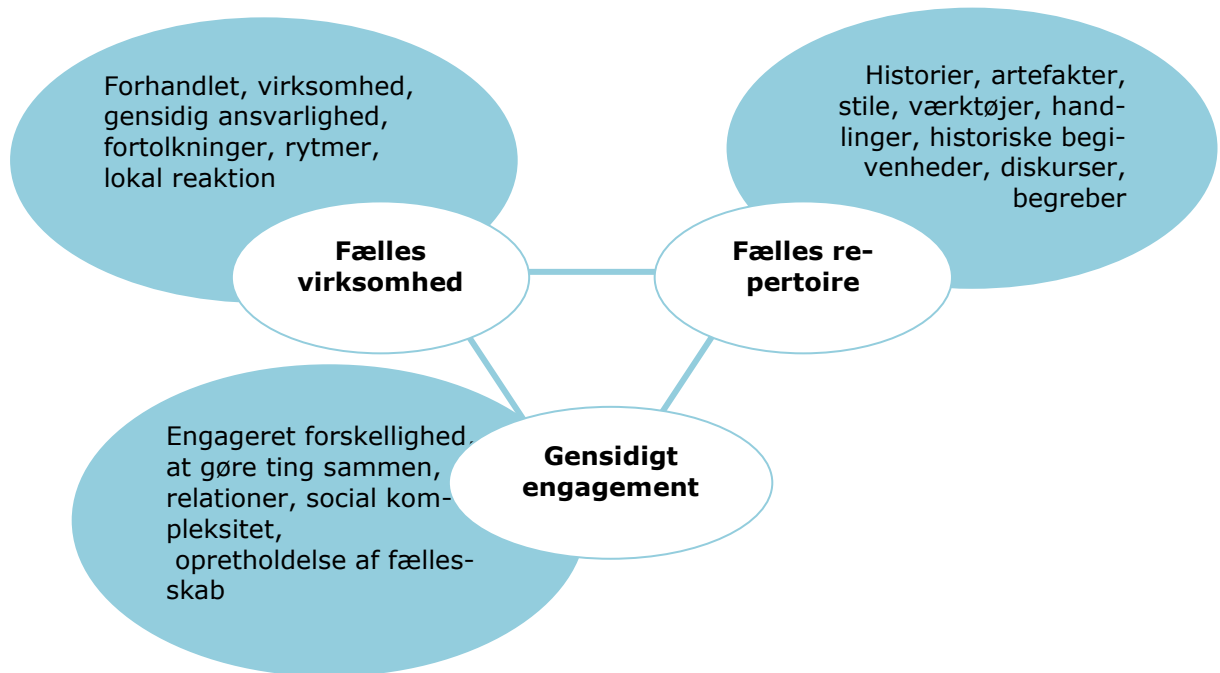 Forhandlet, virksomhed,
gensidig ansvarlighed,
fortolkninger, rytmer,
lokal reaktion
Fælles
virksomhed
Historier, artefakter,
stile, værktøjer, hand-
linger, historiske begi-
venheder, diskurser,
begreber
Fælles re-
pertoire
Engageret forskellighed,
at gøre ting sammen,
relationer, social kom-
pleksitet,
opretholdelse af fælles-
skab
Gensidigt
engagement